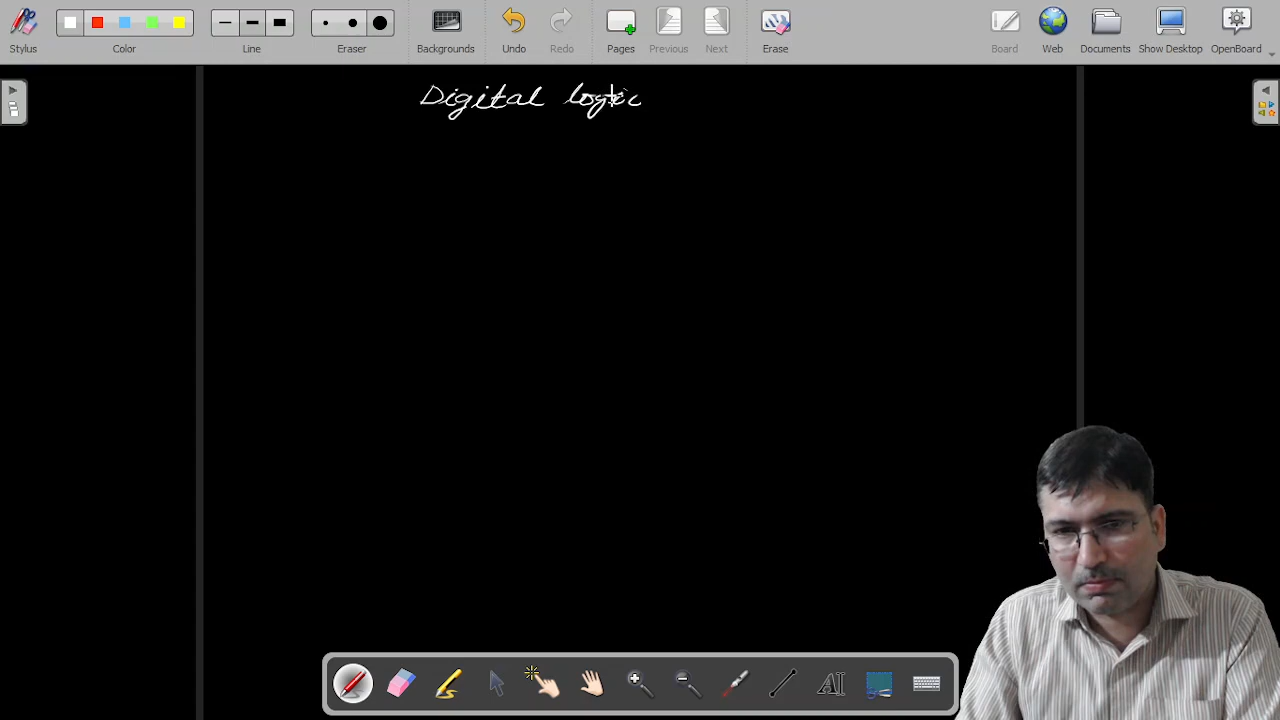 Stylus Color Line Eraser Backgrounds Undo Redo Pages Previous Next Erase Board Web Documents Show Desktop OpenBoard
Digital logic
AI